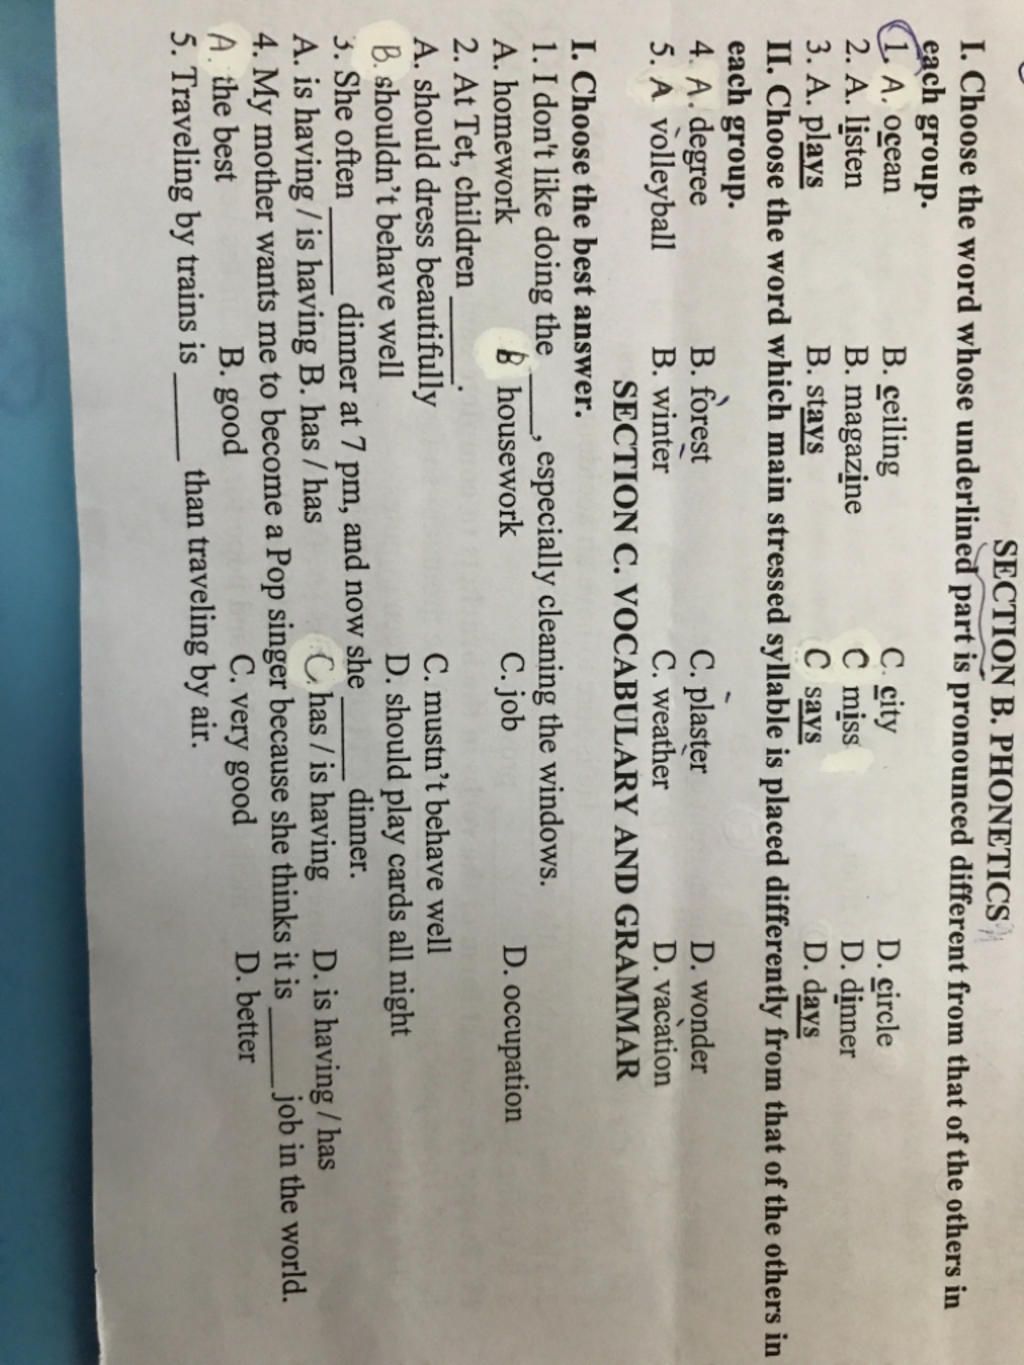 SECTION B. PHONETICS
I. Choose the word whose underlined part is pronounced different from that of the others in
each group.
1. A. ocean B. ceiling C. city D. circle
2. A. listen B. magazine C miss D. dinner
3. A. plays B. stays C says D. days
II. Choose the word which main stressed syllable is placed differently from that of the others in
each group.
4. A. degree B. forest C. plaster D. wonder
5. A volleyball B. winter C. weather D. vacation
SECTION C. VOCABULARY AND GRAMMAR
I. Choose the best answer.
1. I don't like doing the ____, especially cleaning the windows.
A. homework B housework C. job D. occupation
2. At Tet, children ________.
A. should dress beautifully C. mustn't behave well
B. shouldn't behave well D. should play cards all night
3. She often ________ dinner at 7 pm, and now she ________ dinner.
A. is having / is having B. has / has C. has / is having D. is having / has
4. My mother wants me to become a Pop singer because she thinks it is ________ job in the world.
A. the best B. good C. very good D. better
5. Traveling by trains is ________ than traveling by air.